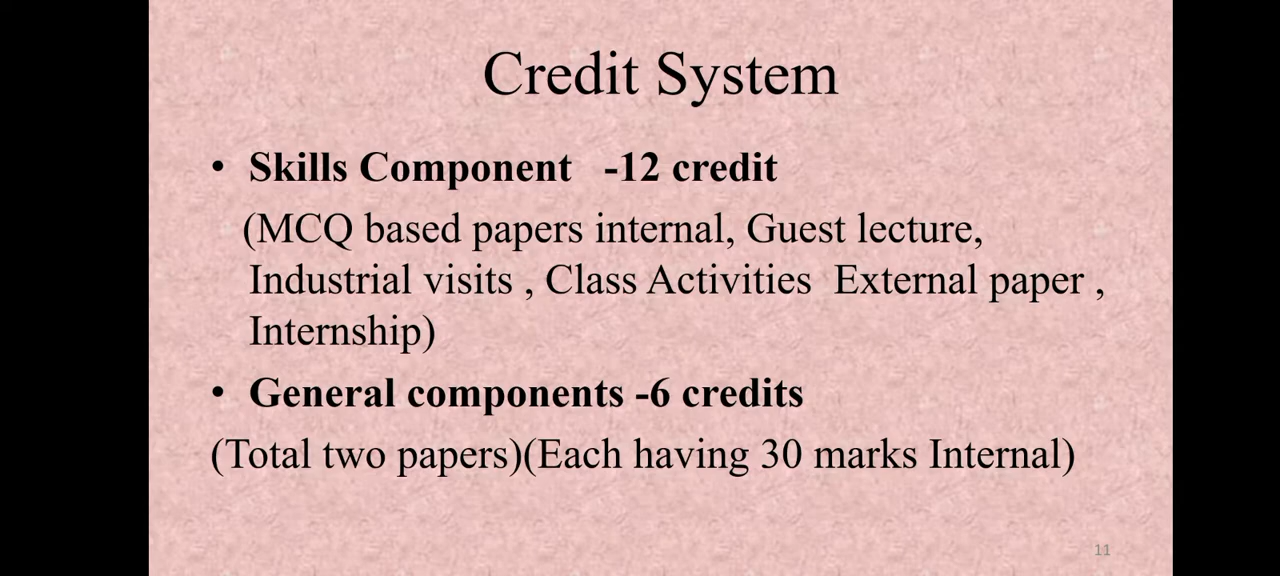 Credit System
• Skills Component -12 credit
(MCQ based papers internal, Guest lecture,
Industrial visits , Class Activities External paper ,
Internship)
• General components -6 credits
(Total two papers)(Each having 30 marks Internal)
11